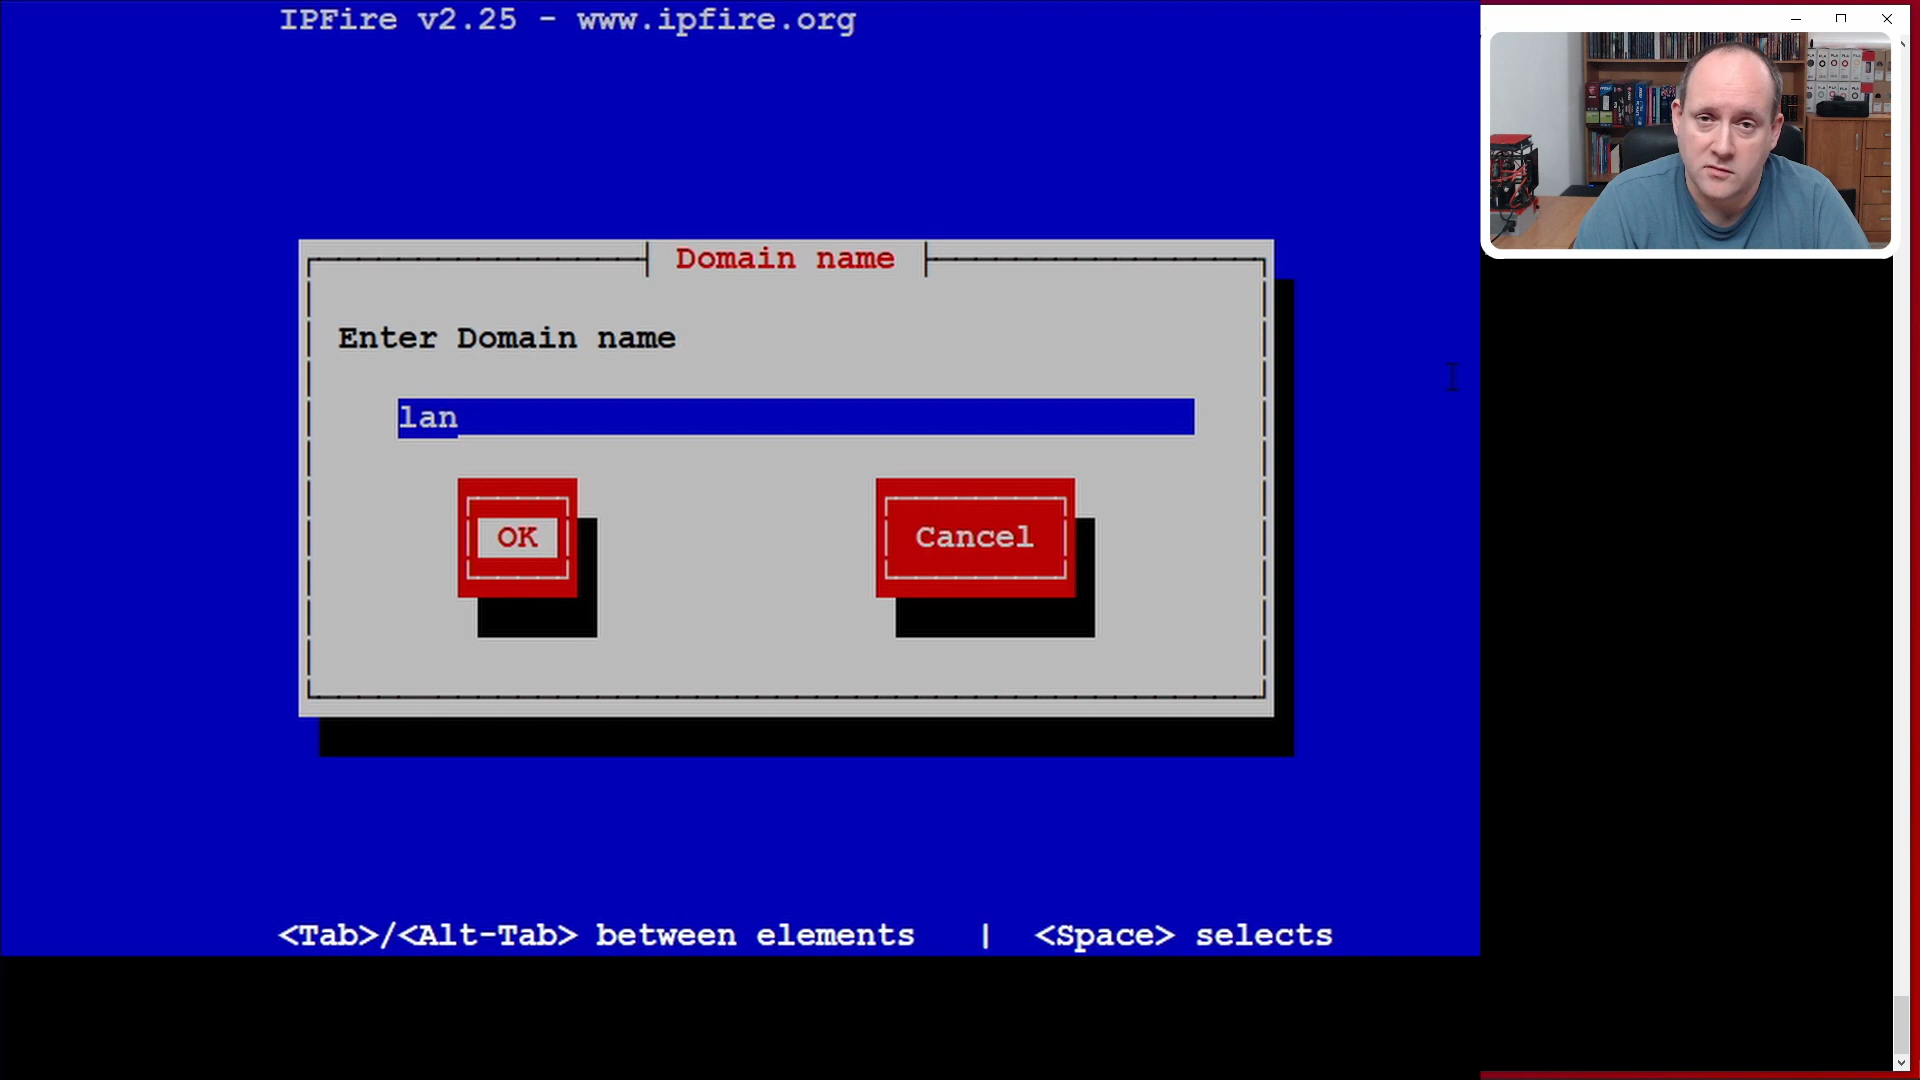 IPFire v2.25 - www.ipfire.org
Domain name
Enter Domain name
lan
OK
Cancel
<Tab>/<Alt-Tab> between elements | <Space> selects